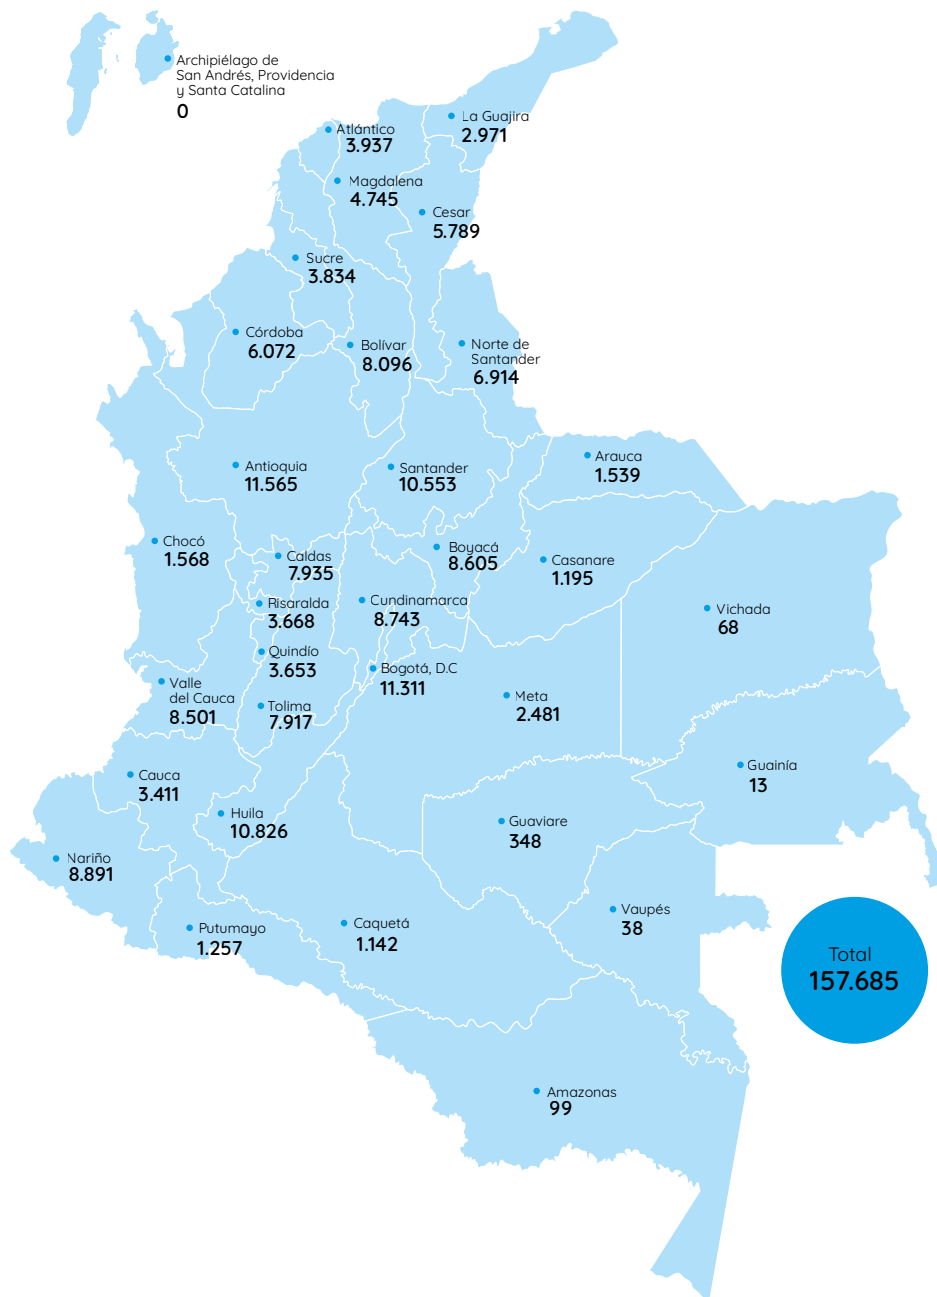 Archipiélago de
San Andrés, Providencia
y Santa Catalina
0
La Guajira
2.971
Atlántico
3.937
Magdalena
4.745
Cesar
5.789
Sucre
3.834
Córdoba
6.072
Bolívar
8.096
Norte de
Santander
6.914
Antioquia
11.565
Santander
10.553
Arauca
1.539
Chocó
1.568
Caldas
7.935
Boyacá
8.605
Casanare
1.195
Risaralda
3.668
Cundinamarca
8.743
Vichada
68
Quindío
3.653
Bogotá, D.C
11.311
Valle
del Cauca
8.501
Tolima
7.917
Meta
2.481
Cauca
3.411
Guainía
13
Huila
10.826
Guaviare
348
Nariño
8.891
Putumayo
1.257
Caquetá
1.142
Vaupés
38
Total
157.685
Amazonas
99